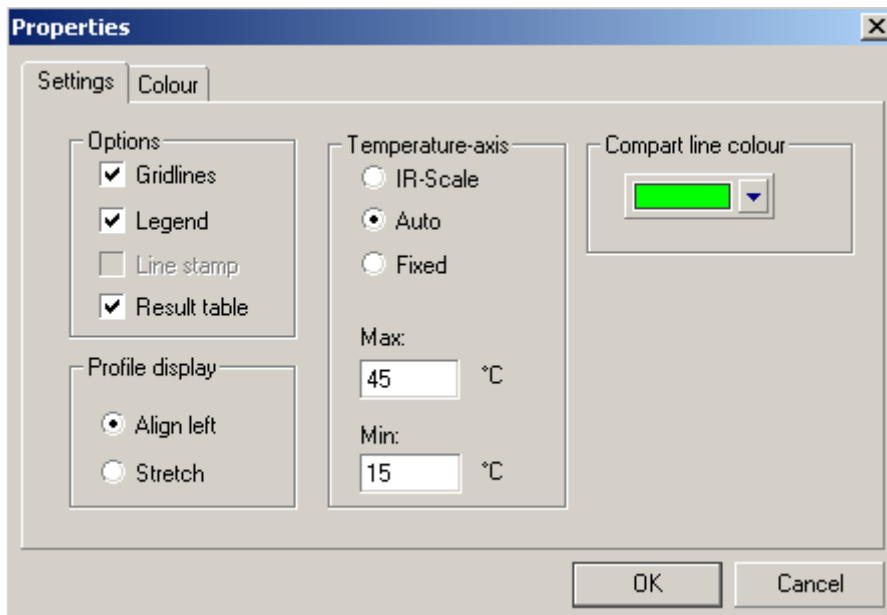 Properties
Settings
Colour
Options
Gridlines
Legend
Line stamp
Result table
Profile display
Align left
Stretch
Temperature-axis
IR-Scale
Auto
Fixed
Max:
45 °C
Min:
15 °C
Compart line colour
OK
Cancel